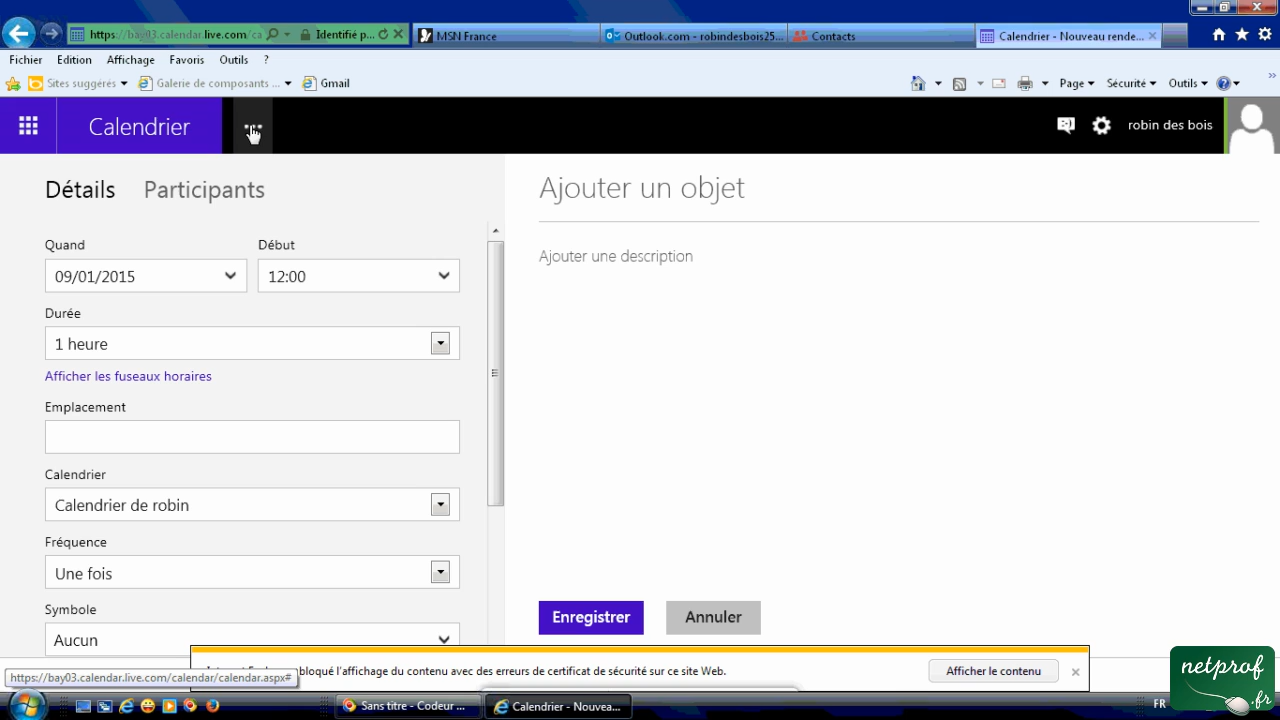 https://bay03.calendar.live.com/ca
Identifié p...
MSN France
Outlook.com - robindesbois25...
Contacts
Calendrier - Nouveau rende...
Fichier Edition Affichage Favoris Outils ?
Sites suggérés Galerie de composants ... Gmail
Page Sécurité Outils
Calendrier
robin des bois
Détails Participants
Ajouter un objet
Quand Début
Ajouter une description
09/01/2015 12:00
Durée
1 heure
Afficher les fuseaux horaires
Emplacement
Calendrier
Calendrier de robin
Fréquence
Une fois
Symbole
Enregistrer Annuler
Aucun
bloqué l'affichage du contenu avec des erreurs de certificat de sécurité sur ce site Web.
Afficher le contenu
https://bay03.calendar.live.com/calendar/calendar.aspx#
netprof
.fr
Sans titre - Codeur ...
Calendrier - Nouvea...
FR